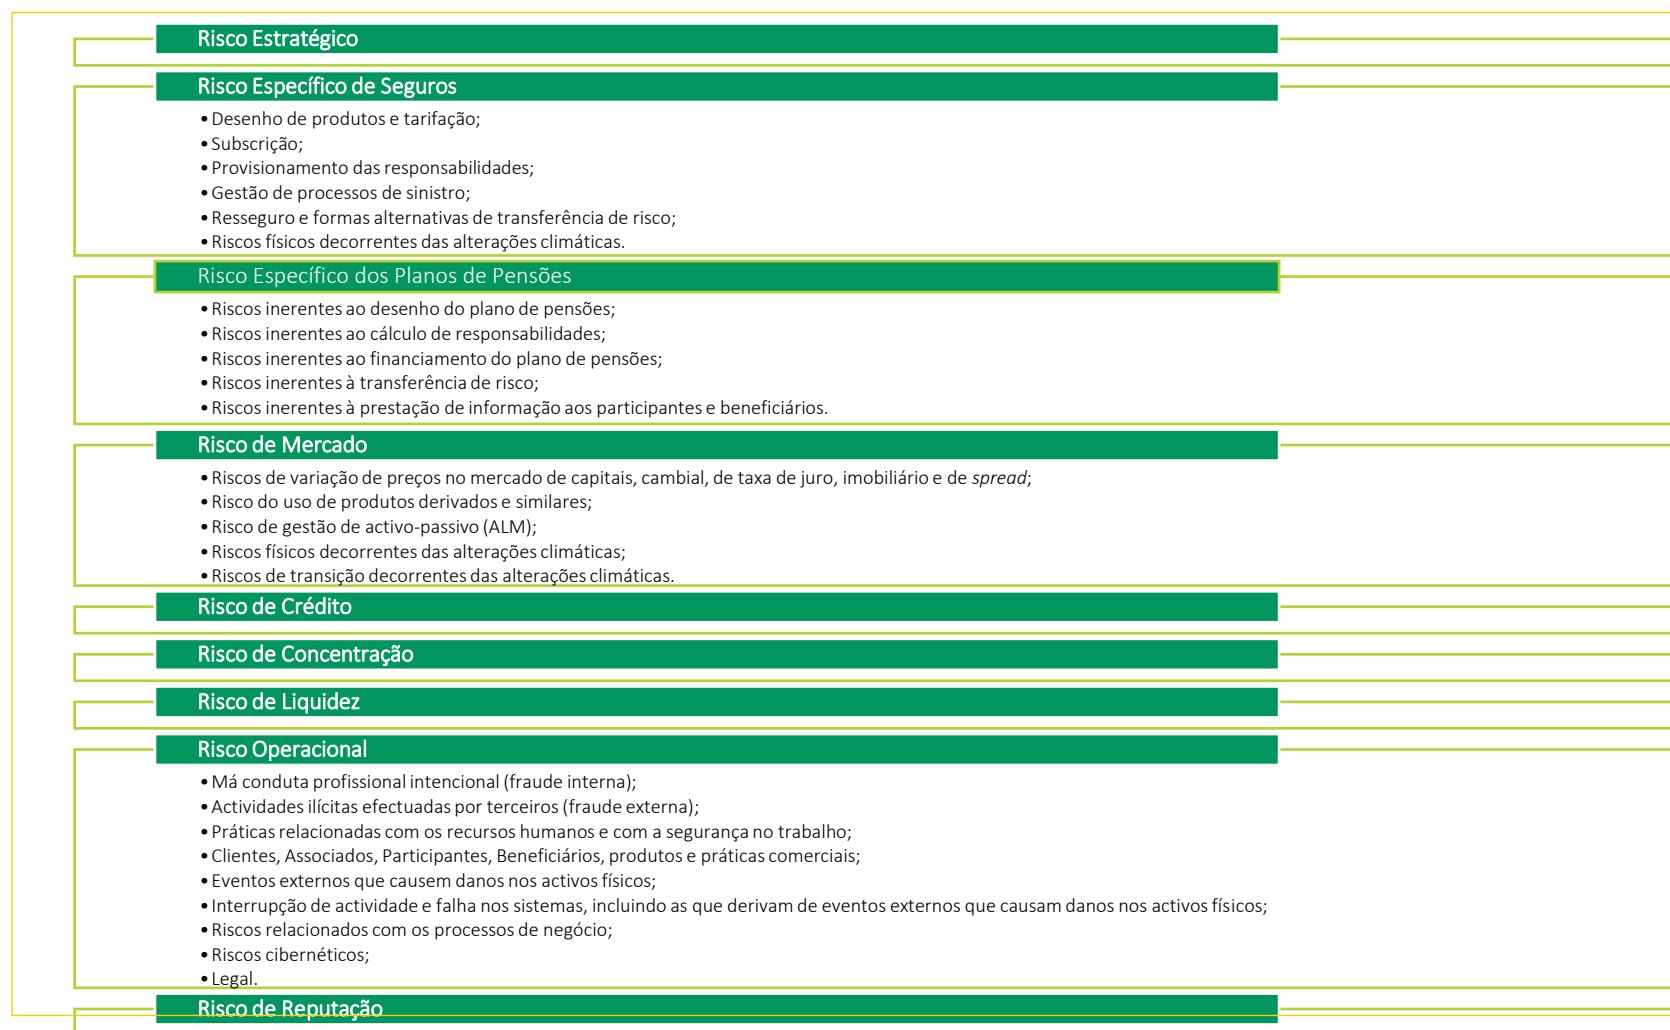 Risco Estratégico
Risco Específico de Seguros
•Desenho de produtos e tarifação;
•Subscrição;
•Provisionamento das responsabilidades;
•Gestão de processos de sinistro;
•Resseguro e formas alternativas de transferência de risco;
•Riscos físicos decorrentes das alterações climáticas.
Risco Específico dos Planos de Pensões
•Riscos inerentes ao desenho do plano de pensões;
•Riscos inerentes ao cálculo de responsabilidades;
•Riscos inerentes ao financiamento do plano de pensões;
•Riscos inerentes à transferência de risco;
•Riscos inerentes à prestação de informação aos participantes e beneficiários.
Risco de Mercado
•Riscos de variação de preços no mercado de capitais, cambial, de taxa de juro, imobiliário e de spread;
•Risco do uso de produtos derivados e similares;
•Risco de gestão de activo-passivo (ALM);
•Riscos físicos decorrentes das alterações climáticas;
•Riscos de transição decorrentes das alterações climáticas.
Risco de Crédito
Risco de Concentração
Risco de Liquidez
Risco Operacional
•Má conduta profissional intencional (fraude interna);
•Actividades ilícitas efectuadas por terceiros (fraude externa);
•Práticas relacionadas com os recursos humanos e com a segurança no trabalho;
•Clientes, Associados, Participantes, Beneficiários, produtos e práticas comerciais;
•Eventos externos que causem danos nos activos físicos;
•Interrupção de actividade e falha nos sistemas, incluindo as que derivam de eventos externos que causam danos nos activos físicos;
•Riscos relacionados com os processos de negócio;
•Riscos cibernéticos;
•Legal.
Risco de Reputação